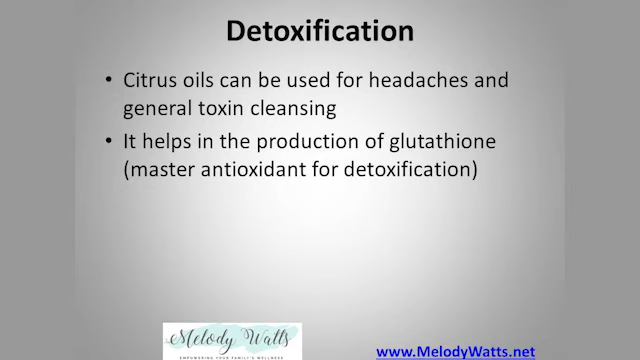 Detoxification
• Citrus oils can be used for headaches and
general toxin cleansing
• It helps in the production of glutathione
(master antioxidant for detoxification)
Melody Watts
EMPOWERING YOUR FAMILY'S WELLNESS
www.MelodyWatts.net